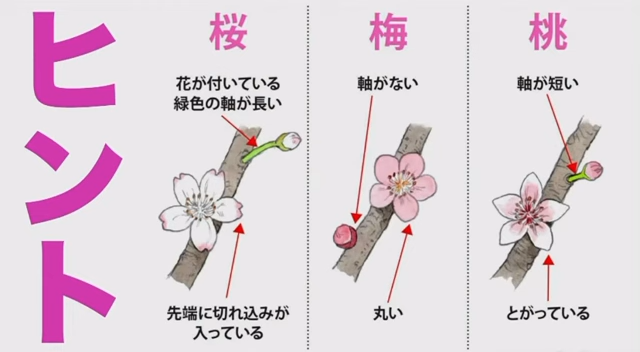 ヒント
桜
花が付いている
緑色の軸が長い
先端に切れ込みが
入っている
梅
軸がない
丸い
桃
軸が短い
とがっている